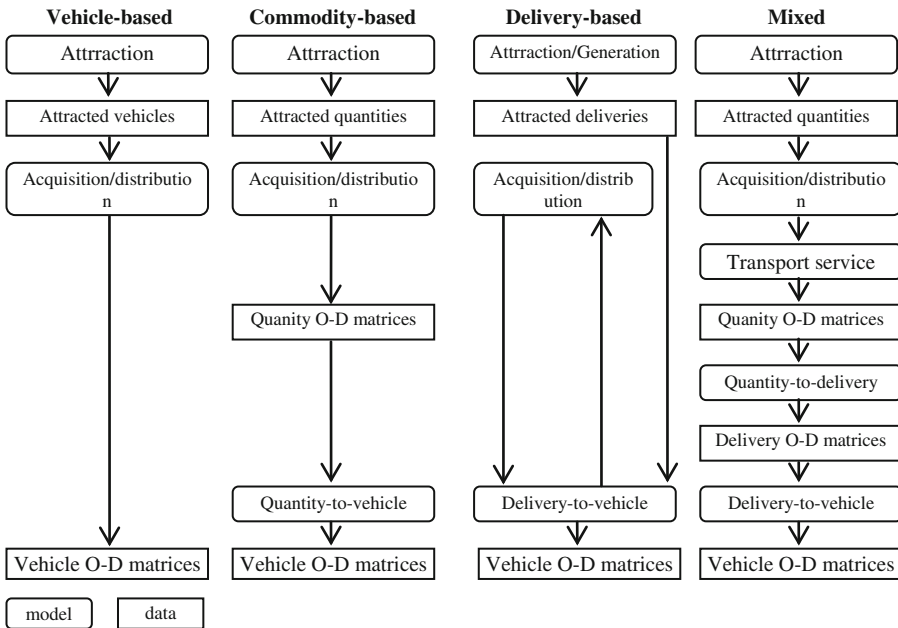 Vehicle-based Commodity-based Delivery-based Mixed
Attrraction Attrraction Attrraction/Generation Attrraction
Attracted vehicles Attracted quantities Attracted deliveries Attracted quantities
Acquisition/distributio
n
Acquisition/distributio
n
Acquisition/distrib
ution
Acquisition/distributio
n
Transport service
Quanity O-D matrices Quanity O-D matrices
Quantity-to-delivery
Delivery O-D matrices
Quantity-to-vehicle Delivery-to-vehicle Delivery-to-vehicle
Vehicle O-D matrices Vehicle O-D matrices Vehicle O-D matrices Vehicle O-D matrices
model data